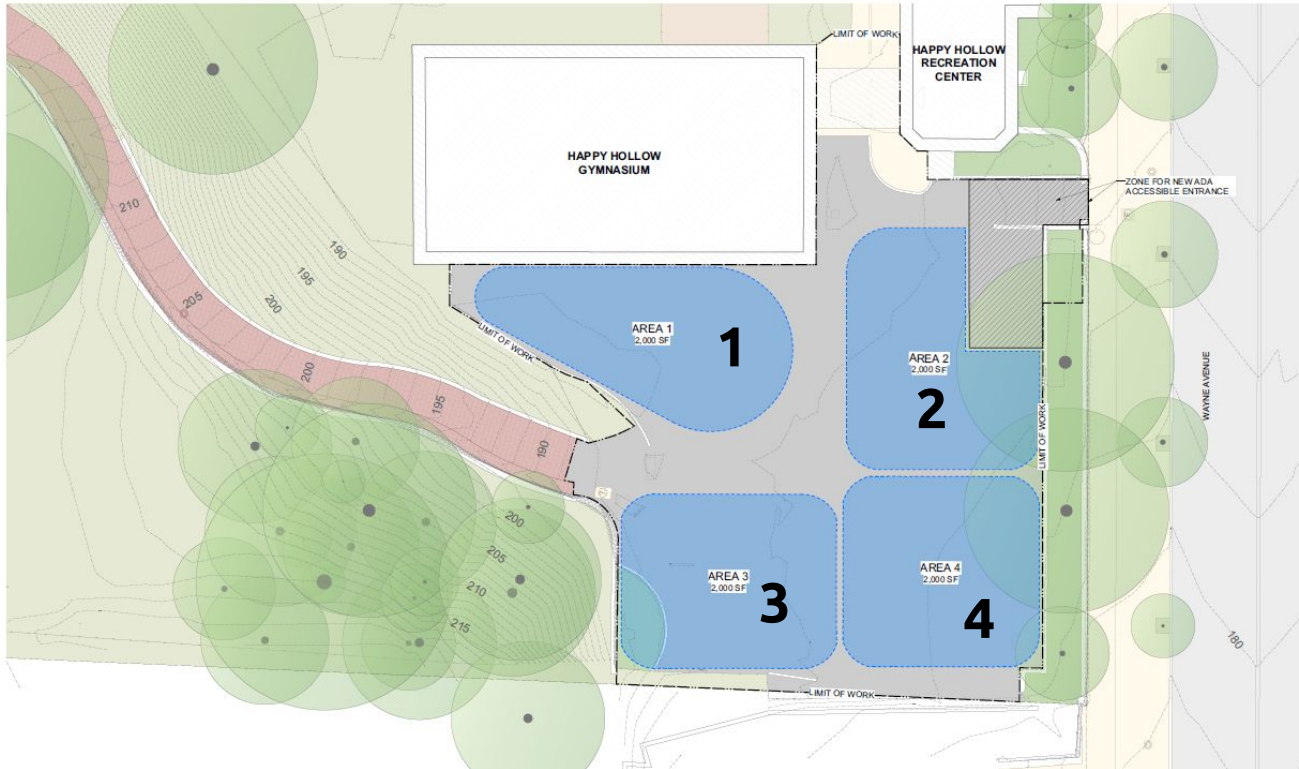 LIMIT OF WORK
HAPPY HOLLOW
RECREATION
CENTER
HAPPY HOLLOW
GYMNASIUM
ZONE FOR NEW ADA
ACCESSIBLE ENTRANCE
210
190
195
205
200
LIMIT OF WORK
AREA 1
2,000 SF
1
AREA 2
2,000 SF
2
WAYNE AVENUE
200
195
190
LIMIT OF WORK
200
205
210
215
AREA 3
2,000 SF
3
AREA 4
2,000 SF
4
180
LIMIT OF WORK